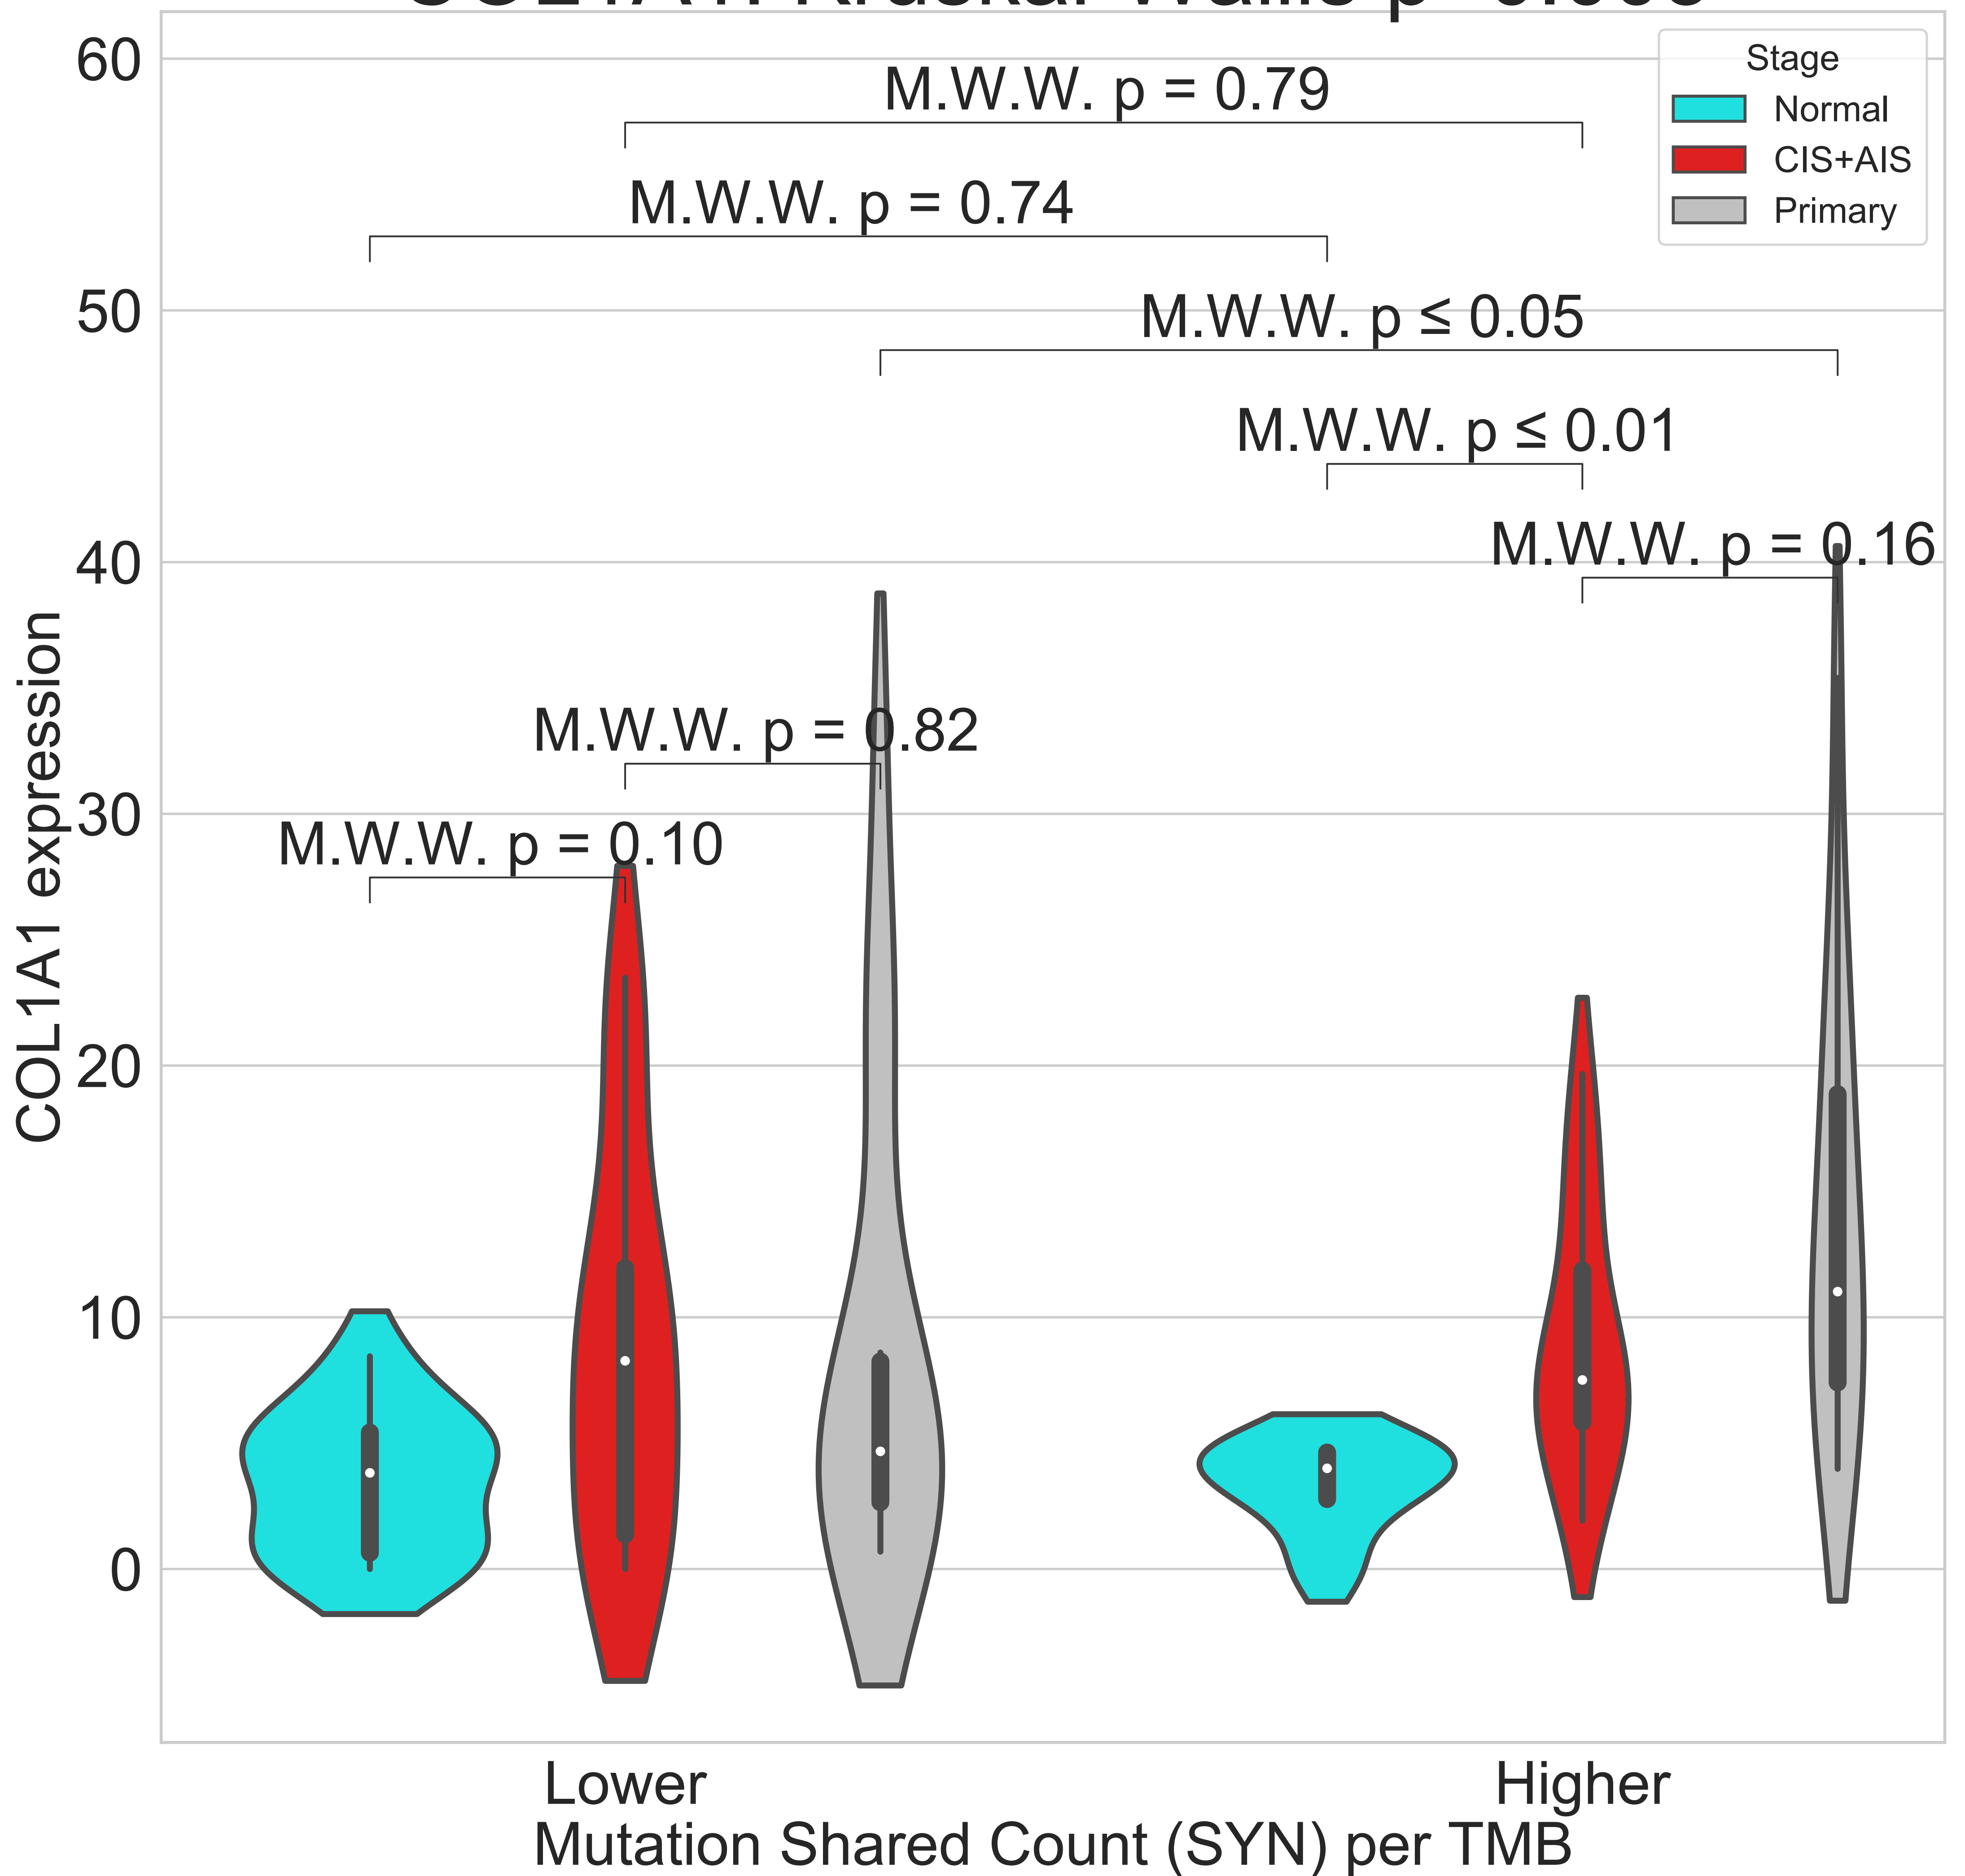 60
50
40
30
20
10
0
COL1A1 expression
M.W.W. p = 0.79
M.W.W. p = 0.74
M.W.W. p ≤ 0.05
M.W.W. p ≤ 0.01
M.W.W. p = 0.16
M.W.W. p = 0.82
M.W.W. p = 0.10
Stage
Normal
CIS+AIS
Primary
Lower
Higher
Mutation Shared Count (SYN) per TMB